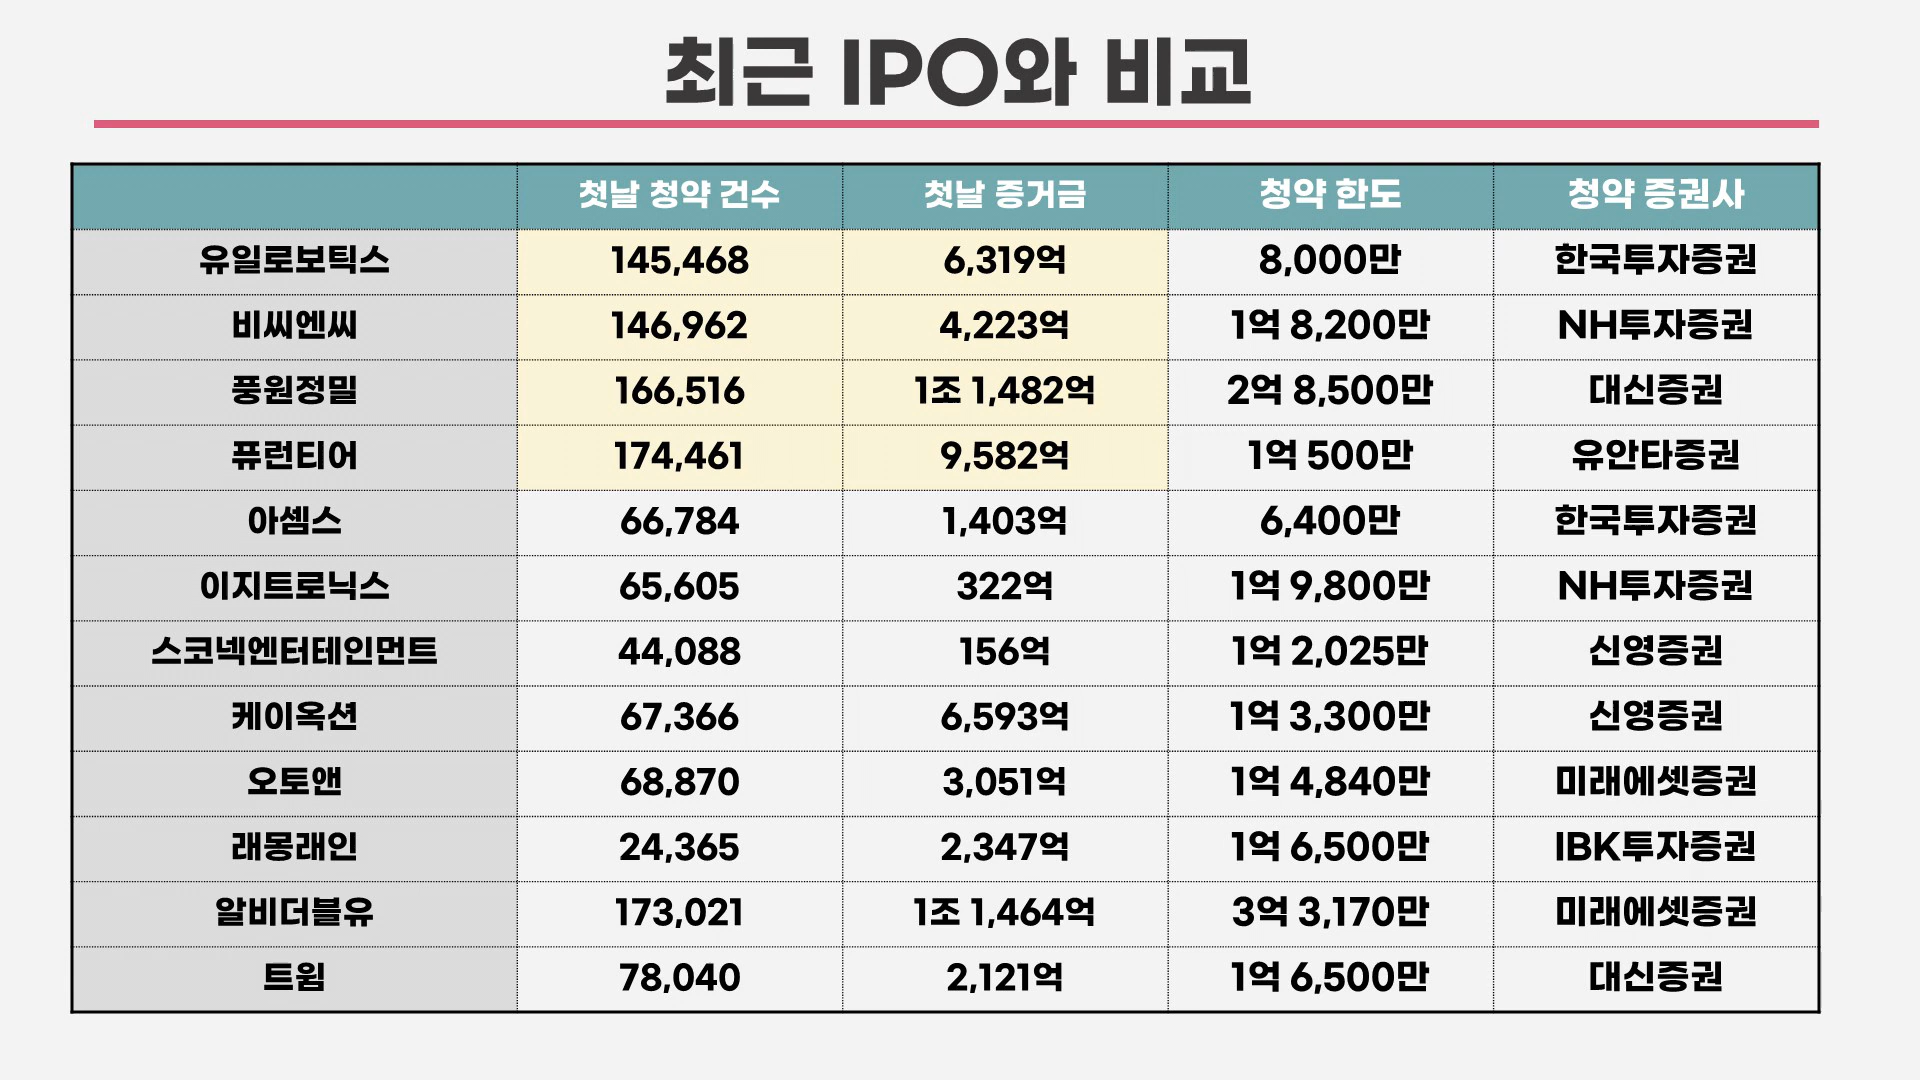 최근 IPO와 비교
첫날 청약 건수 첫날 증거금 청약 한도 청약 증권사
유일로보틱스 145,468 6,319억 8,000만 한국투자증권
비씨엔씨 146,962 4,223억 1억 8,200만 NH투자증권
풍원정밀 166,516 1조 1,482억 2억 8,500만 대신증권
퓨런티어 174,461 9,582억 1억 500만 유안타증권
아셈스 66,784 1,403억 6,400만 한국투자증권
이지트로닉스 65,605 322억 1억 9,800만 NH투자증권
스코넥엔터테인먼트 44,088 156억 1억 2,025만 신영증권
케이옥션 67,366 6,593억 1억 3,300만 신영증권
오토앤 68,870 3,051억 1억 4,840만 미래에셋증권
래몽래인 24,365 2,347억 1억 6,500만 IBK투자증권
알비더블유 173,021 1조 1,464억 3억 3,170만 미래에셋증권
트윔 78,040 2,121억 1억 6,500만 대신증권